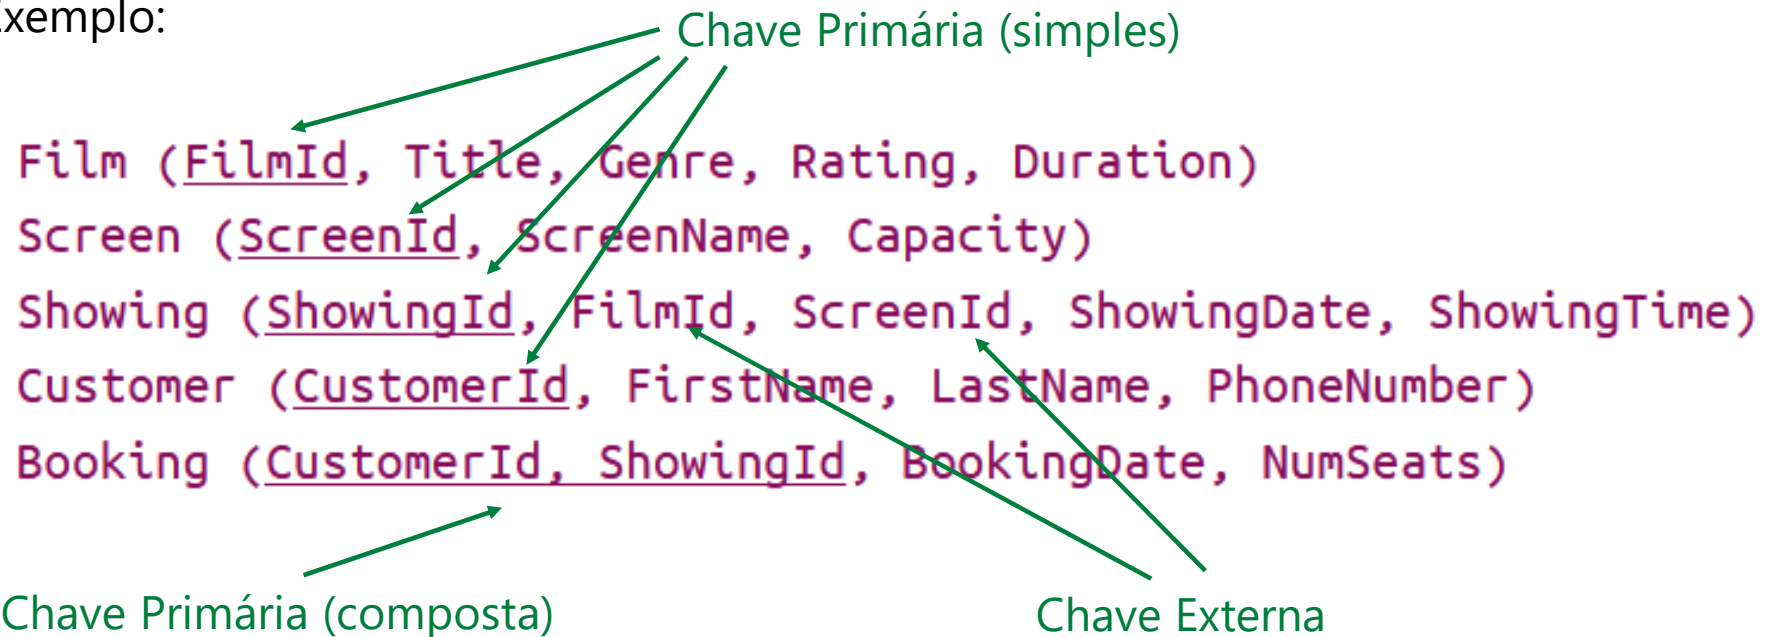 Exemplo:
Chave Primária (simples)
Film (FilmId, Title, Genre, Rating, Duration)
Screen (ScreenId, ScreenName, Capacity)
Showing (ShowingId, FilmId, ScreenId, ShowingDate, ShowingTime)
Customer (CustomerId, FirstName, LastName, PhoneNumber)
Booking (CustomerId, ShowingId, BookingDate, NumSeats)
Chave Primária (composta)
Chave Externa